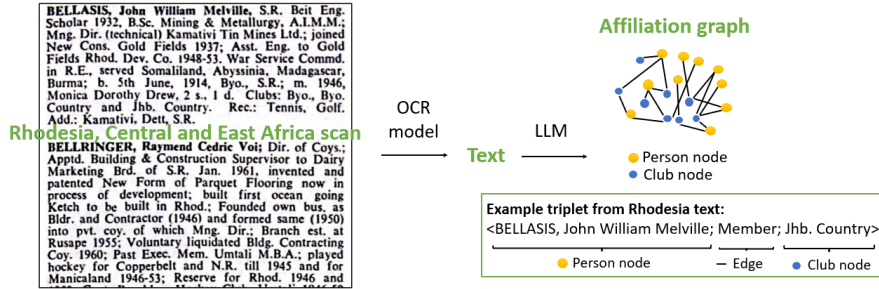 BELLASIS, John William Melville, S.R. Beit Eng.
Scholar 1932, B.Sc. Mining & Metallurgy, A.I.M.M.;
Mng. Dir. (technical) Kamativi Tin Mines Ltd.; joined
New Cons. Gold Fields 1937; Asst. Eng. to Gold
Fields Rhod. Dev. Co. 1948-53. War Service Commd.
in R.E., served Somaliland, Abyssinia, Madagascar,
Burma; b. 5th June, 1914, Byo., S.R.; m. 1946,
Monica Dorothy Drew, 2 s., 1 d. Clubs: Byo., Byo.
Country and Jhb. Country. Rec.: Tennis, Golf.
Add.: Kamativi, Dett, S.R.
Rhodesia, Central and East Africa scan
BELLRINGER, Raymond Cedric Voi; Dir. of Coys.;
Apptd. Building & Construction Supervisor to Dairy
Marketing Brd. of S.R. Jan. 1961, invented and
patented New Form of Parquet Flooring now in
process of development; built first ocean going
Ketch to be built in Rhod.; Founded own bus. as
Bldr. and Contractor (1946) and formed same (1950)
into pvt. coy. of which Mng. Dir.; Branch est. at
Rusape 1955; Voluntary liquidated Bldg. Contracting
Coy. 1960; Past Exec. Mem. Umtali M.B.A.; played
hockey for Copperbelt and N.R. till 1945 and for
Manicaland 1946-53; Reserve for Rhod. 1946 and
OCR
model
Text
LLM
Affiliation graph
Person node
Club node
Example triplet from Rhodesia text:
<BELLASIS, John William Melville; Member; Jhb. Country>
Person node
Edge
Club node